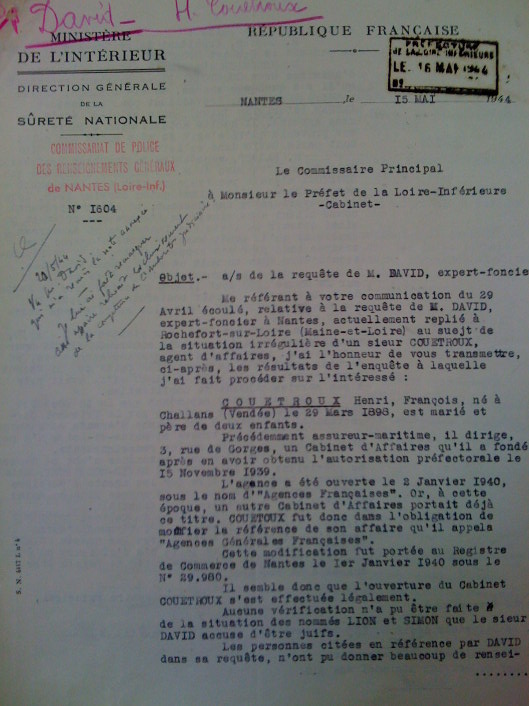 David - H. Couetroux
MINISTÈRE
DE L'INTÉRIEUR
DIRECTION GÉNÉRALE
DE LA
SÛRETÉ NATIONALE
COMMISSARIAT DE POLICE
DES RENSEIGNEMENTS GÉNÉRAUX
de NANTES (Loire-Inf.)
N° 1604
RÉPUBLIQUE FRANÇAISE
PRÉFECTURE
DE LA LOIRE INFÉRIEURE
LE. 16 MAI 1944
NANTES, le 15 MAI 1944
Le Commissaire Principal
à Monsieur le Préfet de la Loire-Inférieure
-Cabinet-
20/5/44
Vu M. David
Objet.- a/s de la requête de M. DAVID, expert-foncie
Me référant à votre communication du 29
Avril écoulé, relative à la requête de M. DAVID,
expert-foncier à Nantes, actuellement replié à
Rochefort-sur-Loire (Maine-et-Loire) au suejt de
la situation irrégulière d'un sieur COUETROUX,
agent d'affaires, j'ai l'honneur de vous transmettre,
ci-après, les résultats de l'enquête à laquelle
j'ai fait procéder sur l'intéressé :
COUETROUX Henri, François, né à
Challans (Vendée) le 29 Mars 1898, est marié et
père de deux enfants.
Précédemment assureur-maritime, il dirige,
3, rue de Gorges, un Cabinet d'Affaires qu'il a fondé
après en avoir obtenu l'autorisation préfectorale le
15 Novembre 1939.
L'agence a été ouverte le 2 Janvier 1940,
sous le nom d'"Agences Françaises". Or, à cette
époque, un autre Cabinet d'Affaires portait déjà
ce titre. COUETOUX fut donc dans l'obligation de
modfier la référence de son affaire qu'il appela
"Agences Générales Françaises".
Cette modification fut portée au Registre
de Commerce de Nantes le 1er Janvier 1940 sous le
N° 29.980.
Il semble donc que l'ouverture du Cabinet
COUETROUX s'est effectuée légalement.
Aucune vérification n'a pu être faite
de la situation des nommés LION et SIMON que le sieur
DAVID accuse d'être juifs.
Les personnes citées en référence par DAVID
dans sa requête, n'ont pu donner beaucoup de rensei-
........